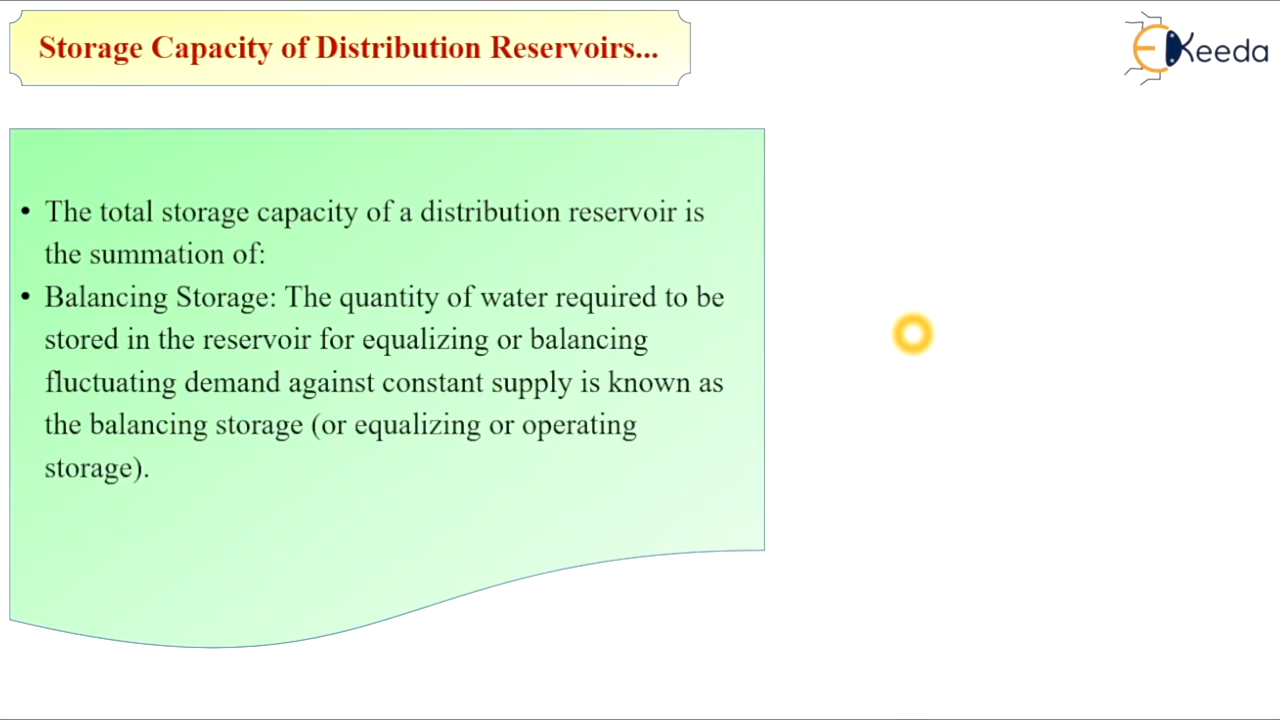 Storage Capacity of Distribution Reservoirs...
EKeeda
• The total storage capacity of a distribution reservoir is
the summation of:
• Balancing Storage: The quantity of water required to be
stored in the reservoir for equalizing or balancing
fluctuating demand against constant supply is known as
the balancing storage (or equalizing or operating
storage).